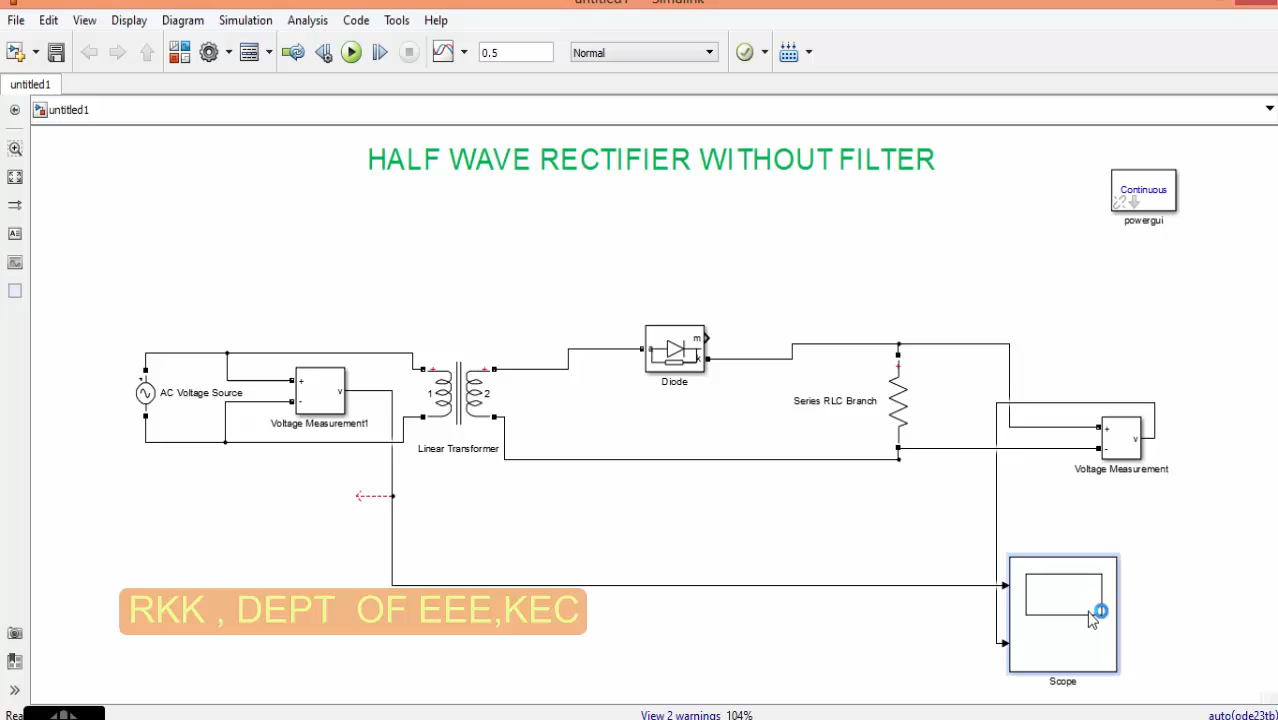 File Edit View Display Diagram Simulation Analysis Code Tools Help
0.5 Normal
untitled1
untitled1
HALF WAVE RECTIFIER WITHOUT FILTER
Continuous
powergui
m
a
k
Diode
AC Voltage Source
+
-
v
Voltage Measurement1
+ +
1 2
Linear Transformer
+
Series RLC Branch
+
-
v
Voltage Measurement
RKK , DEPT OF EEE,KEC
Scope
View 2 warnings 104% auto(ode23tb)